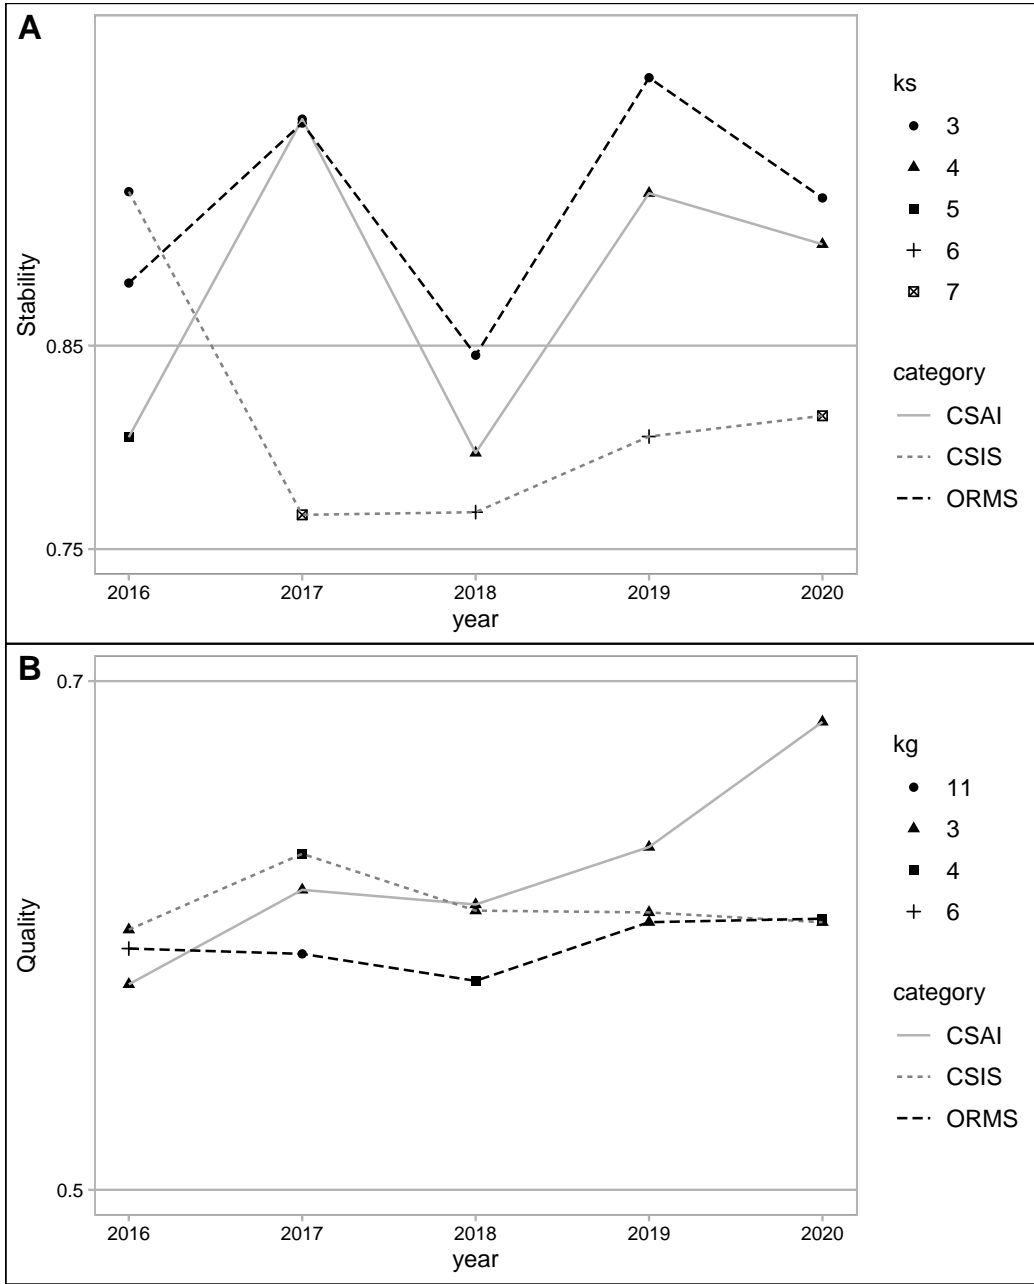 A
ks
3
4
5
6
7
category
CSAI
CSIS
ORMS
Stability
0.85
0.75
2016 2017 2018 2019 2020
year
B
kg
11
3
4
6
category
CSAI
CSIS
ORMS
Quality
0.7
0.5
2016 2017 2018 2019 2020
year